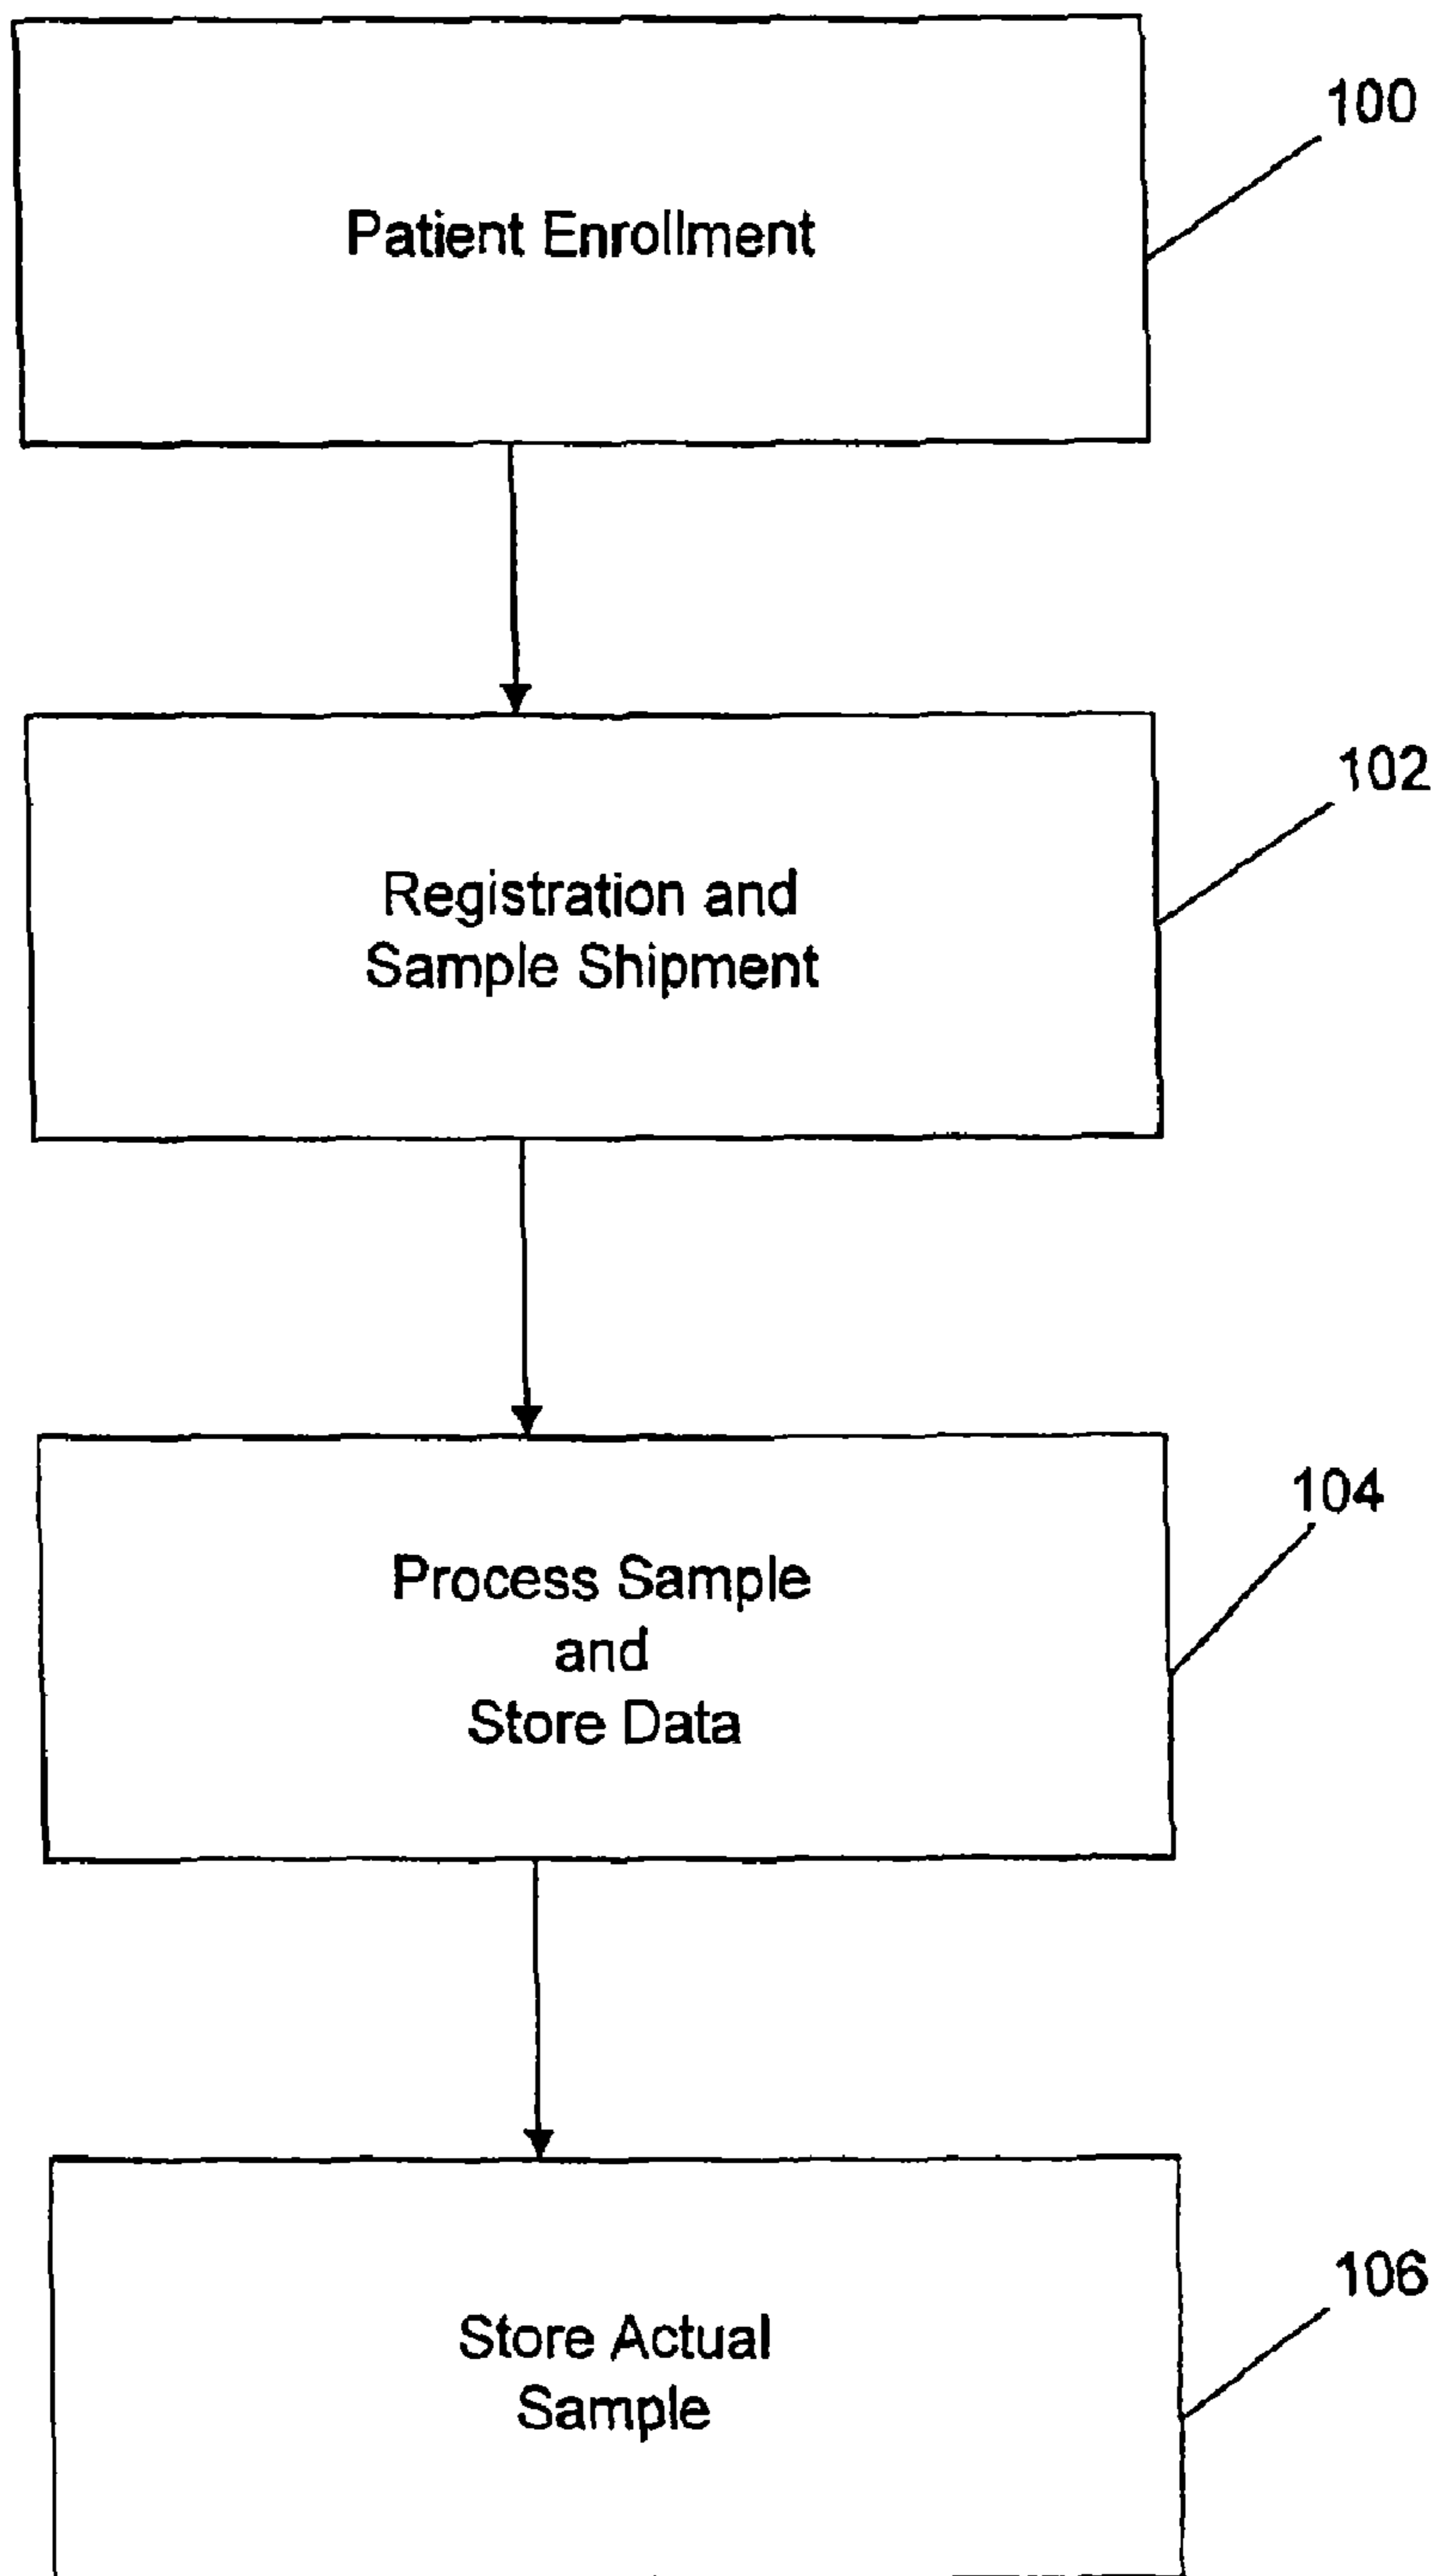 100
Patient Enrollment
102
Registration and
Sample Shipment
104
Process Sample
and
Store Data
106
Store Actual
Sample